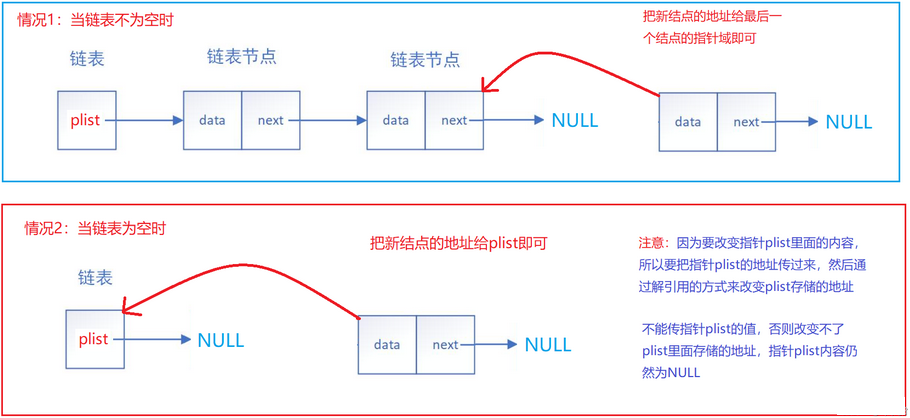 情况1：当链表不为空时
把新结点的地址给最后一
个结点的指针域即可
链表
链表节点
链表节点
plist
data
next
data
next
NULL
data
next
NULL
情况2：当链表为空时
把新结点的地址给plist即可
链表
plist
NULL
data
next
NULL
注意：因为要改变指针plist里面的内容，
所以要把指针plist的地址传过来，然后通
过解引用的方式来改变plist存储的地址
不能传指针plist的值，否则改变不了
plist里面存储的地址，指针plist内容仍
然为NULL